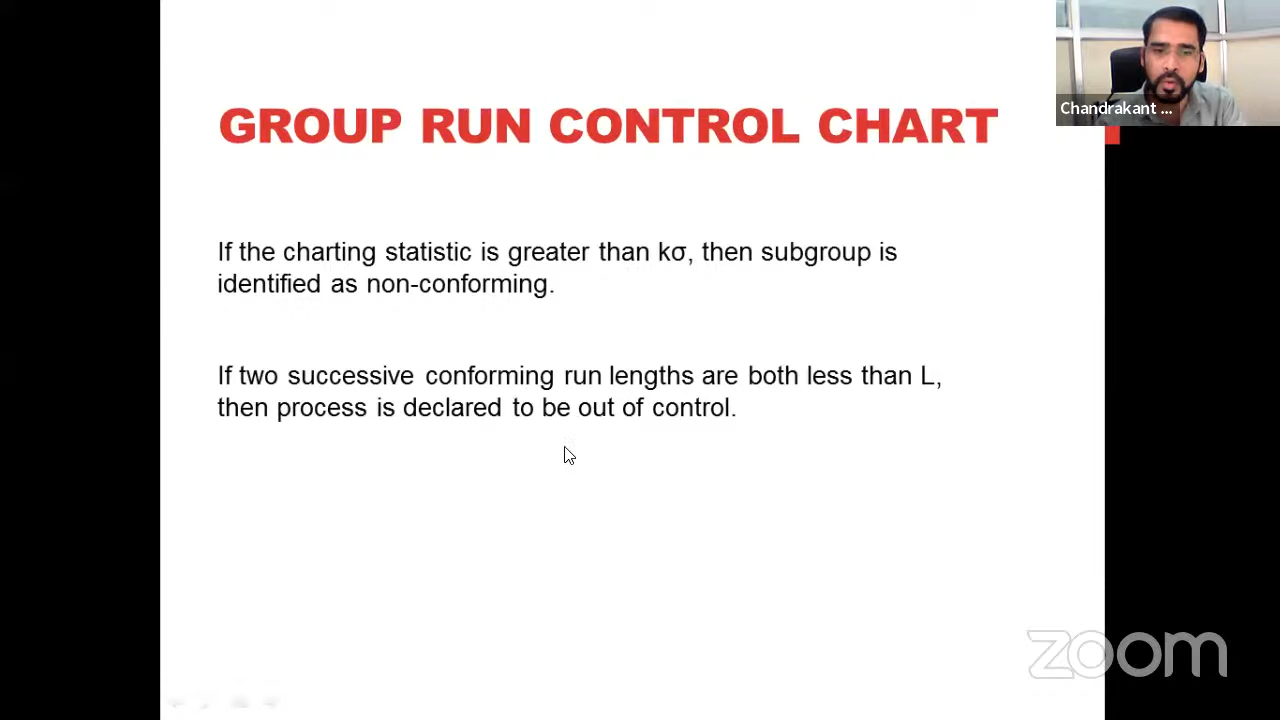 GROUP RUN CONTROL CHART
Chandrakant ...
If the charting statistic is greater than kσ, then subgroup is
identified as non-conforming.
If two successive conforming run lengths are both less than L,
then process is declared to be out of control.
zoom